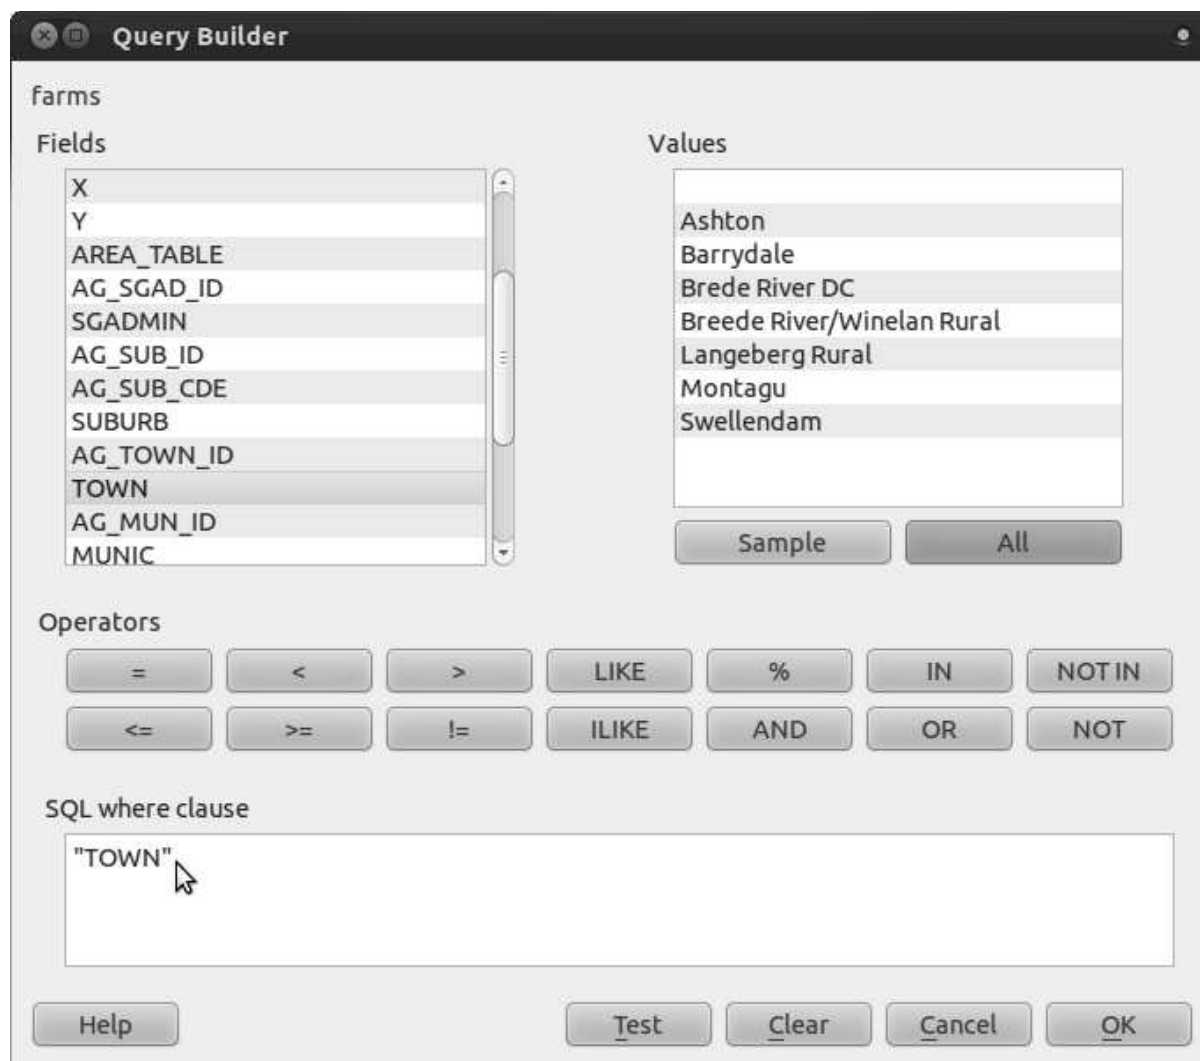 Query Builder
farms
Fields
X
Y
AREA_TABLE
AG_SGAD_ID
SGADMIN
AG_SUB_ID
AG_SUB_CDE
SUBURB
AG_TOWN_ID
TOWN
AG_MUN_ID
MUNIC
Values
Ashton
Barrydale
Brede River DC
Breede River/Winelan Rural
Langeberg Rural
Montagu
Swellendam
Sample All
Operators
= < > LIKE % IN NOT IN
<= >= != ILIKE AND OR NOT
SQL where clause
"TOWN"
Help Test Clear Cancel OK